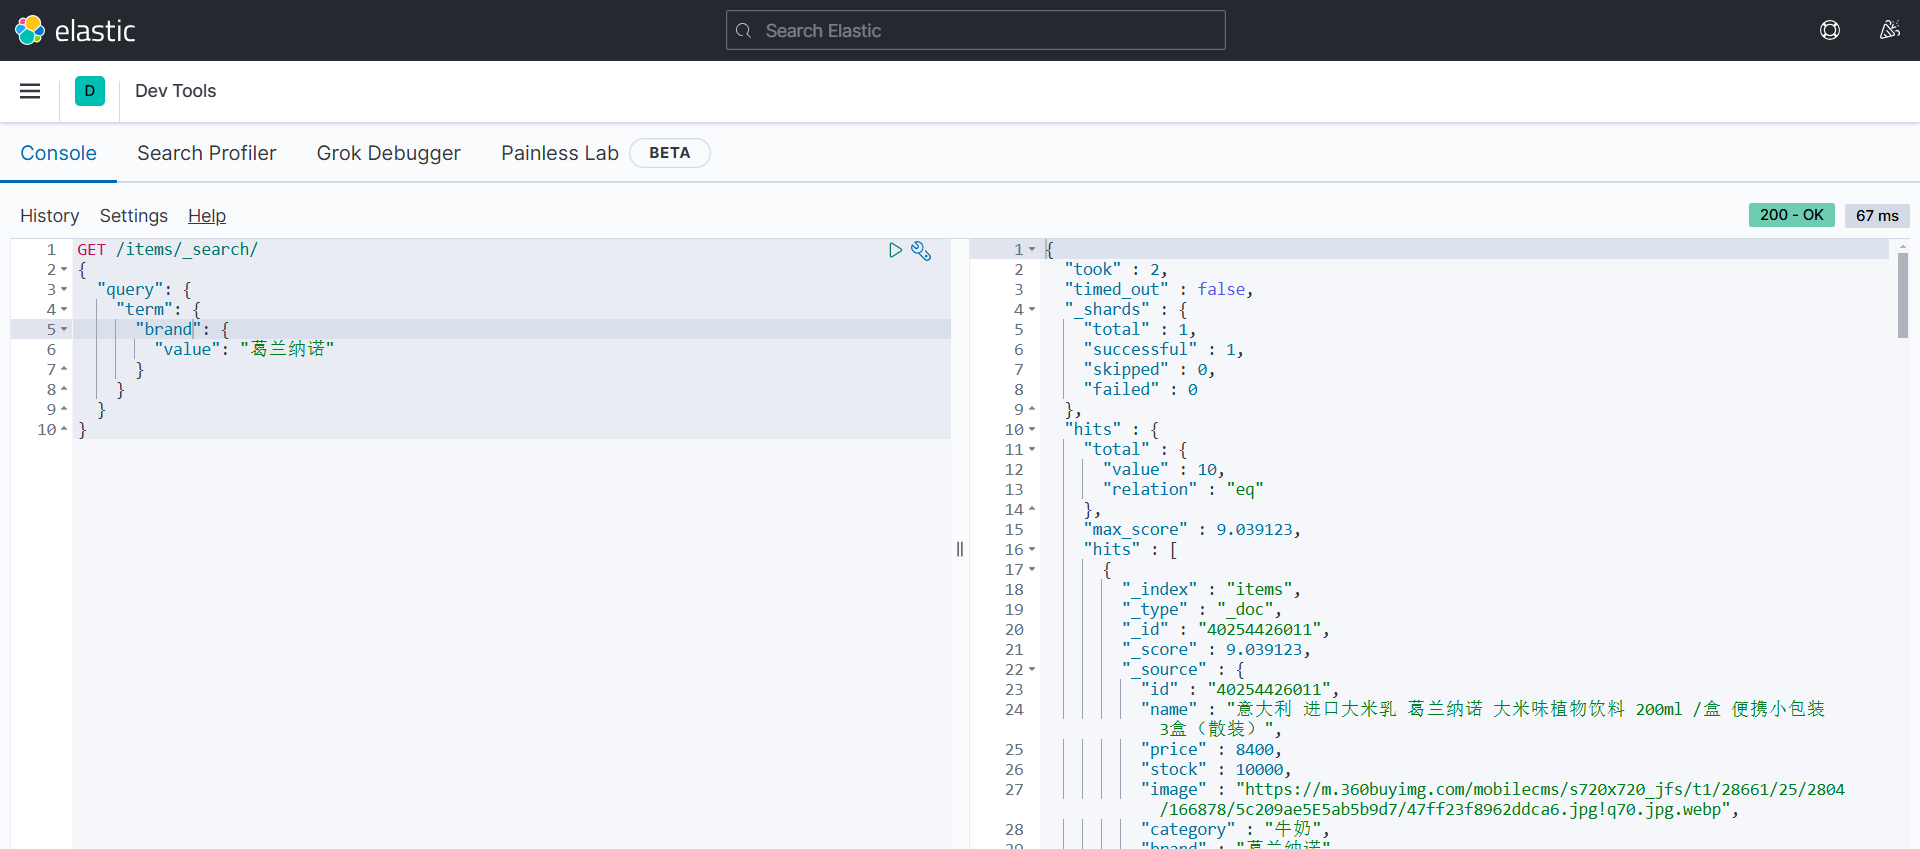 elastic
Search Elastic
D
Dev Tools
Console
Search Profiler
Grok Debugger
Painless Lab
BETA
History
Settings
Help
200 - OK
67 ms
1 GET /items/_search/
2 {
3 "query": {
4 "term": {
5 "brand": {
6 "value": "葛兰纳诺"
7 }
8 }
9 }
10 }
1 {
2 "took" : 2,
3 "timed_out" : false,
4 "_shards" : {
5 "total" : 1,
6 "successful" : 1,
7 "skipped" : 0,
8 "failed" : 0
9 },
10 "hits" : {
11 "total" : {
12 "value" : 10,
13 "relation" : "eq"
14 },
15 "max_score" : 9.039123,
16 "hits" : [
17 {
18 "_index" : "items",
19 "_type" : "_doc",
20 "_id" : "40254426011",
21 "_score" : 9.039123,
22 "_source" : {
23 "id" : "40254426011",
24 "name" : "意大利 进口大米乳 葛兰纳诺 大米味植物饮料 200ml /盒 便携小包装
3盒（散装）",
25 "price" : 8400,
26 "stock" : 10000,
27 "image" : "https://m.360buyimg.com/mobilecms/s720x720_jfs/t1/28661/25/2804
/166878/5c209ae5E5ab5b9d7/47ff23f8962ddca6.jpg!q70.jpg.webp",
28 "category" : "牛奶",
29 "brand" : "葛兰纳诺"